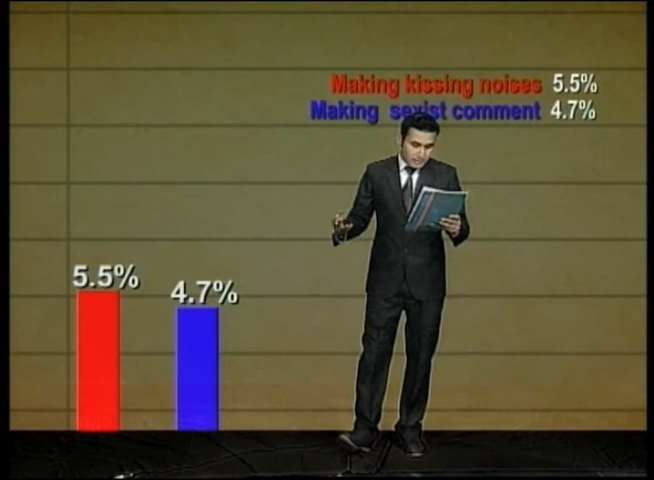 Making kissing noises 5.5%
Making sexist comment 4.7%
5.5%
4.7%